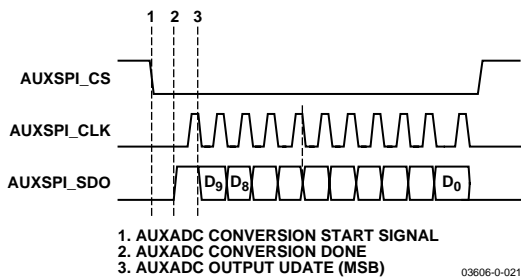 1 2 3
AUXSPI_CS
AUXSPI_CLK
AUXSPI_SDO
D9 D8 D0
1. AUXADC CONVERSION START SIGNAL
2. AUXADC CONVERSION DONE
3. AUXADC OUTPUT UDATE (MSB)
03606-0-021